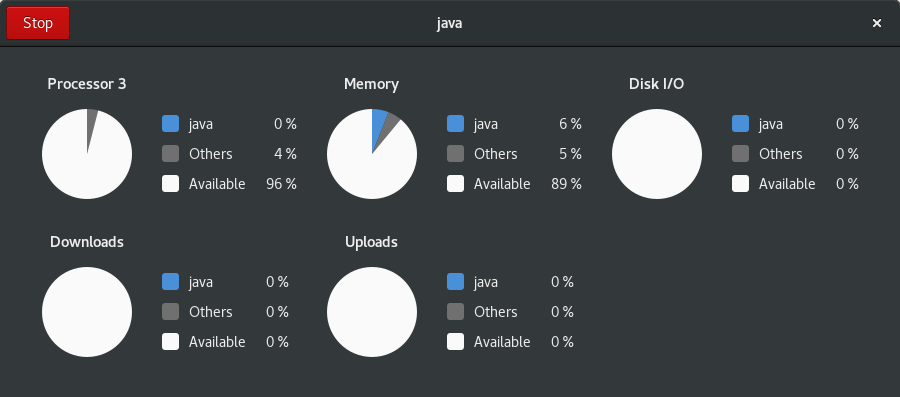 Stop
java
×
Processor 3
java 0 %
Others 4 %
Available 96 %
Memory
java 6 %
Others 5 %
Available 89 %
Disk I/O
java 0 %
Others 0 %
Available 0 %
Downloads
java 0 %
Others 0 %
Available 0 %
Uploads
java 0 %
Others 0 %
Available 0 %